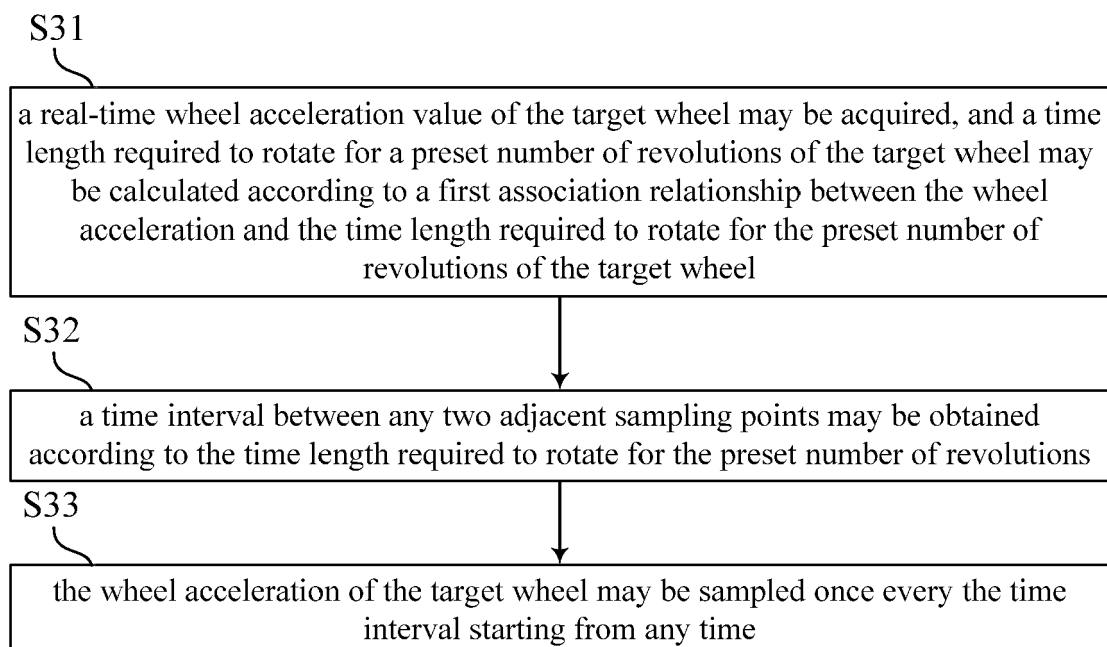 S31
a real-time wheel acceleration value of the target wheel may be acquired, and a time
length required to rotate for a preset number of revolutions of the target wheel may
be calculated according to a first association relationship between the wheel
acceleration and the time length required to rotate for the preset number of
revolutions of the target wheel
S32
a time interval between any two adjacent sampling points may be obtained
according to the time length required to rotate for the preset number of revolutions
S33
the wheel acceleration of the target wheel may be sampled once every the time
interval starting from any time